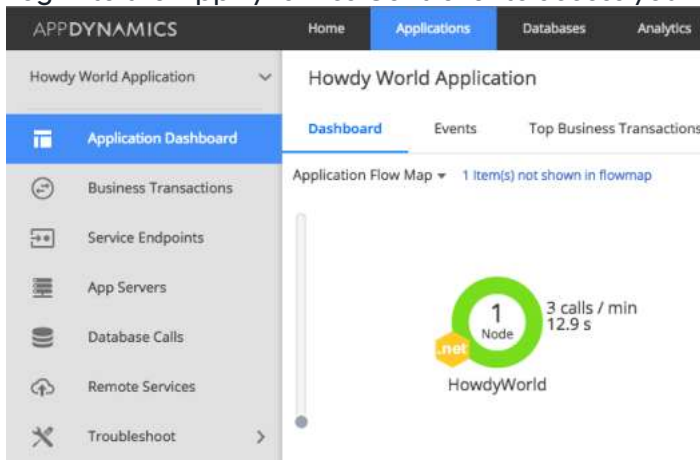 APPDYNAMICS
Home Applications Databases Analytics
Howdy World Application
Howdy World Application
Application Dashboard
Dashboard Events Top Business Transactions
Business Transactions
Application Flow Map 1 Item(s) not shown in flowmap
Service Endpoints
App Servers
1
Node
3 calls / min
12.9 s
.net
Database Calls
HowdyWorld
Remote Services
Troubleshoot